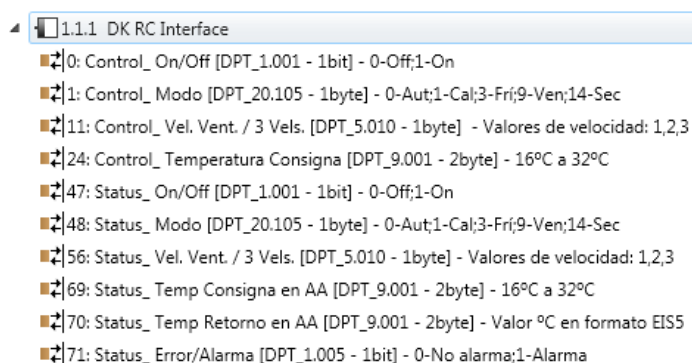 1.1.1 DK RC Interface
0: Control_ On/Off [DPT_1.001 - 1bit] - 0-Off;1-On
1: Control_ Modo [DPT_20.105 - 1byte] - 0-Aut;1-Cal;3-Frí;9-Ven;14-Sec
11: Control_ Vel. Vent. / 3 Vels. [DPT_5.010 - 1byte] - Valores de velocidad: 1,2,3
24: Control_ Temperatura Consigna [DPT_9.001 - 2byte] - 16ºC a 32ºC
47: Status_ On/Off [DPT_1.001 - 1bit] - 0-Off;1-On
48: Status_ Modo [DPT_20.105 - 1byte] - 0-Aut;1-Cal;3-Frí;9-Ven;14-Sec
56: Status_ Vel. Vent. / 3 Vels. [DPT_5.010 - 1byte] - Valores de velocidad: 1,2,3
69: Status_ Temp Consigna en AA [DPT_9.001 - 2byte] - 16ºC a 32ºC
70: Status_ Temp Retorno en AA [DPT_9.001 - 2byte] - Valor ºC en formato EIS5
71: Status_ Error/Alarma [DPT_1.005 - 1bit] - 0-No alarma;1-Alarma